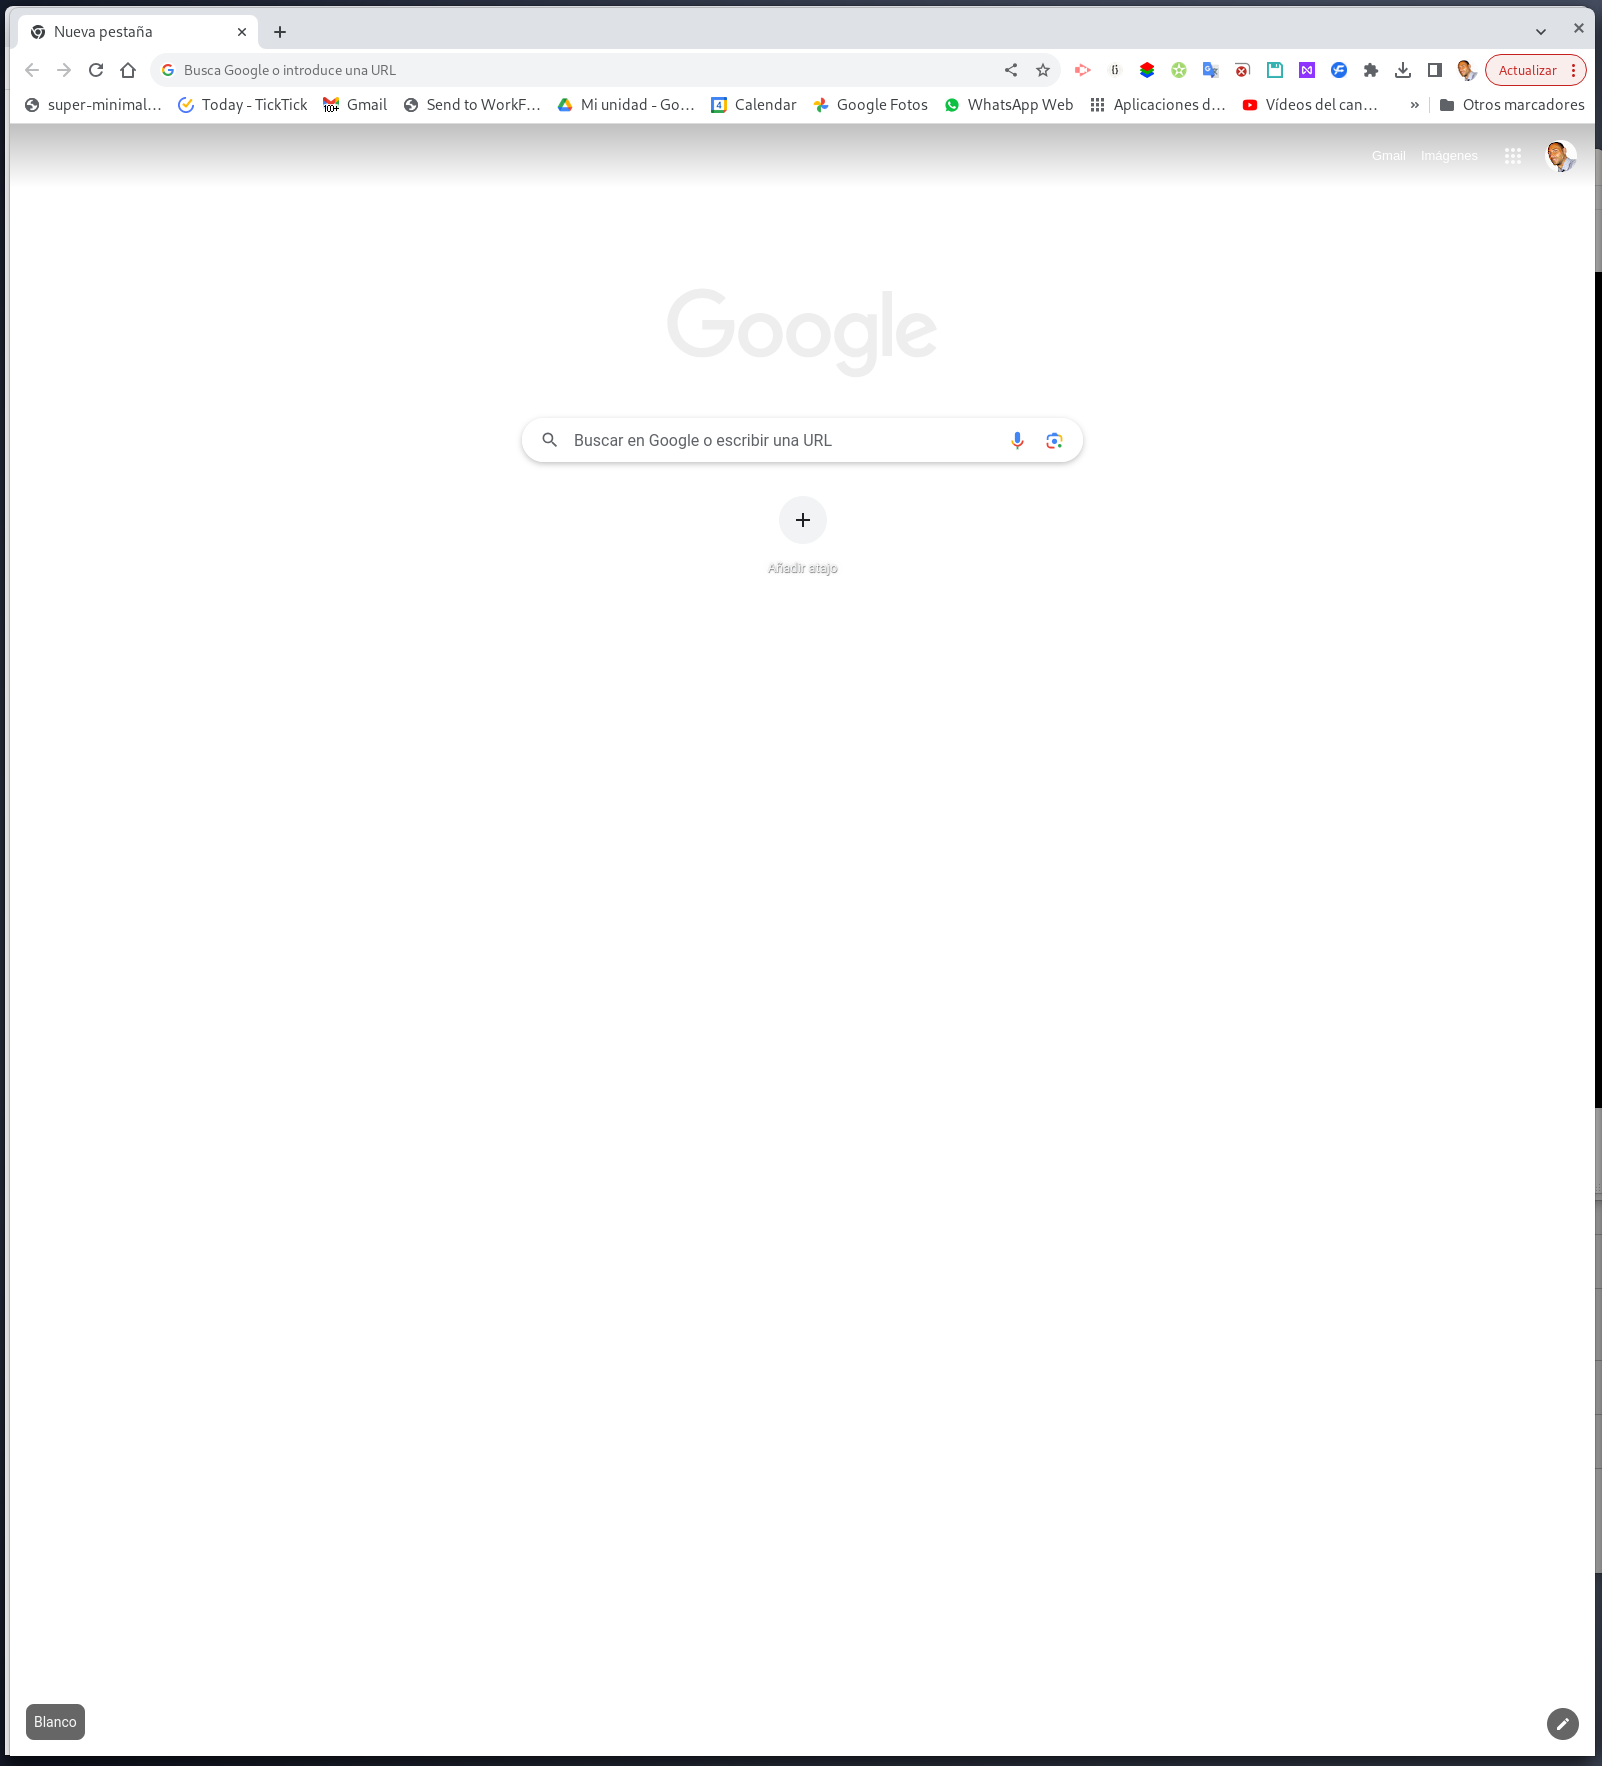 Nueva pestaña
Busca Google o introduce una URL
Actualizar
super-minimal... Today - TickTick Gmail Send to WorkF... Mi unidad - Go... 4 Calendar Google Fotos WhatsApp Web Aplicaciones d... Vídeos del can... » Otros marcadores
100+
Gmail Imágenes
Google
Buscar en Google o escribir una URL
Añadir atajo
Blanco